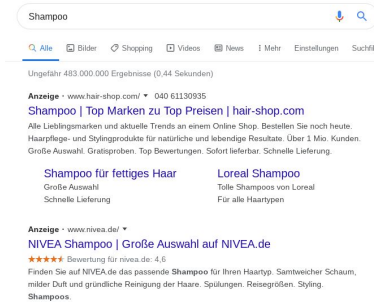 Shampoo
Alle Bilder Shopping Videos News Mehr Einstellungen Suchfil
Ungefähr 483.000.000 Ergebnisse (0,44 Sekunden)
Anzeige · www.hair-shop.com/ 040 61130935
Shampoo | Top Marken zu Top Preisen | hair-shop.com
Alle Lieblingsmarken und aktuelle Trends an einem Online Shop. Bestellen Sie noch heute.
Haarpflege- und Stylingprodukte für natürliche und lebendige Resultate. Über 1 Mio. Kunden.
Große Auswahl. Gratisproben. Top Bewertungen. Sofort lieferbar. Schnelle Lieferung.
Shampoo für fettiges Haar Loreal Shampoo
Große Auswahl Tolle Shampoos von Loreal
Schnelle Lieferung Für alle Haartypen
Anzeige · www.nivea.de/
NIVEA Shampoo | Große Auswahl auf NIVEA.de
Bewertung für nivea.de: 4,6
Finden Sie auf NIVEA.de das passende Shampoo für Ihren Haartyp. Samtweicher Schaum,
milder Duft und gründliche Reinigung der Haare. Spülungen. Reisegrößen. Styling.
Shampoos.